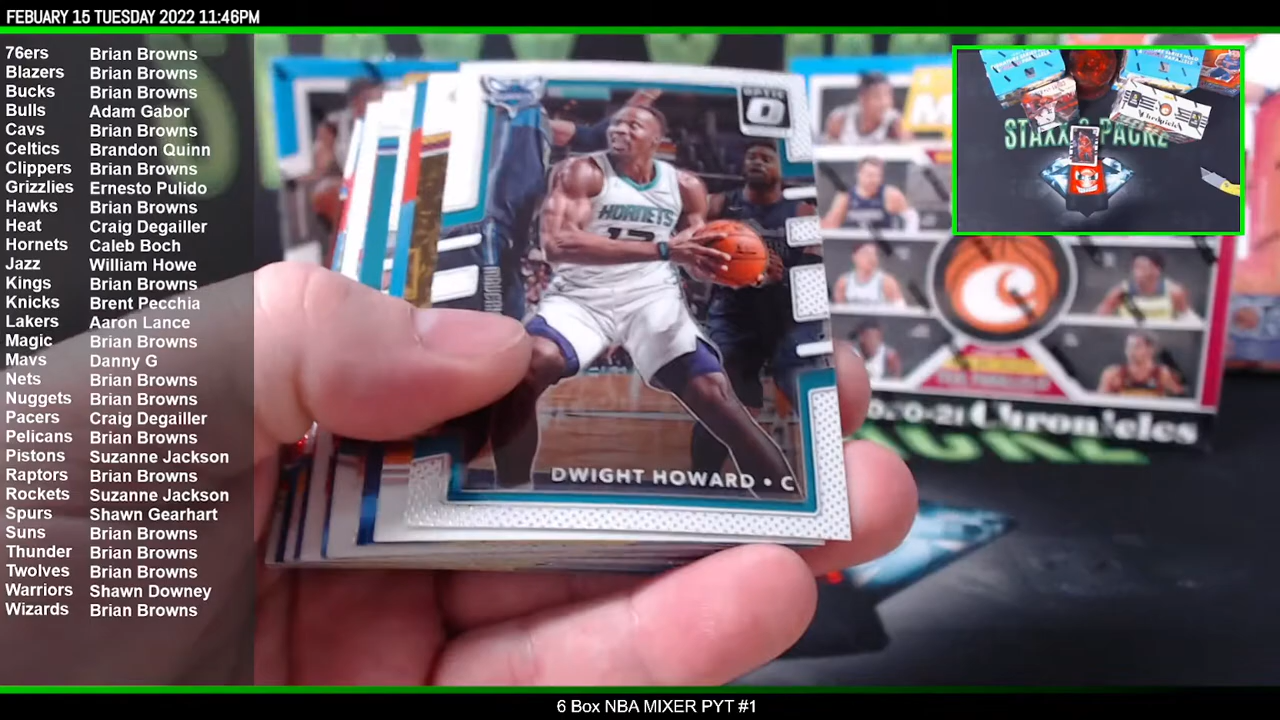 FEBUARY 15 TUESDAY 2022 11:46PM
76ers Brian Browns
Blazers Brian Browns
Bucks Brian Browns
Bulls Adam Gabor
Cavs Brian Browns
Celtics Brandon Quinn
Clippers Brian Browns
Grizzlies Ernesto Pulido
Hawks Brian Browns
Heat Craig Degailler
Hornets Caleb Boch
Jazz William Howe
Kings Brian Browns
Knicks Brent Pecchia
Lakers Aaron Lance
Magic Brian Browns
Mavs Danny G
Nets Brian Browns
Nuggets Brian Browns
Pacers Craig Degailler
Pelicans Brian Browns
Pistons Suzanne Jackson
Raptors Brian Browns
Rockets Suzanne Jackson
Spurs Shawn Gearhart
Suns Brian Browns
Thunder Brian Browns
Twolves Brian Browns
Warriors Shawn Downey
Wizards Brian Browns
OPTIC
HORNETS
12
DWIGHT HOWARD • C
Chronicles
2020-21 Chronicles
6 Box NBA MIXER PYT #1